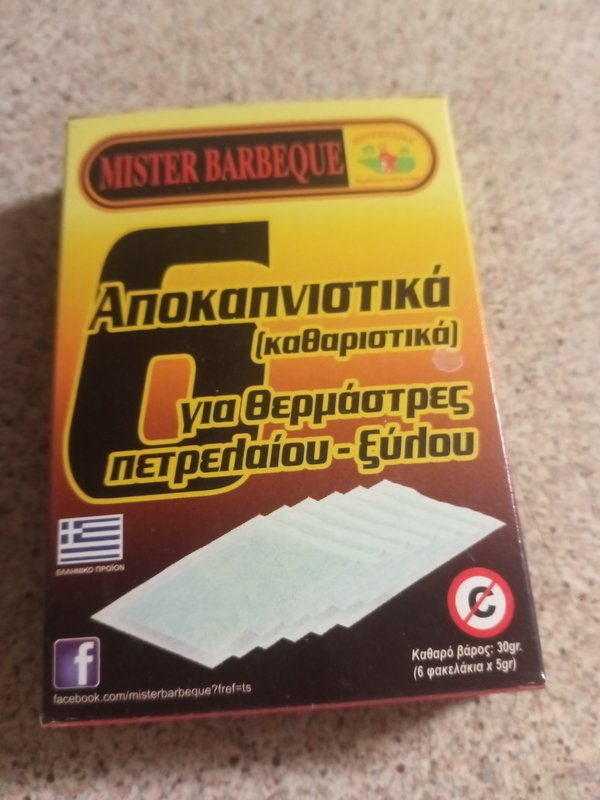 MISTER BARBEQUE
6
Αποκαπνιστικά
(καθαριστικά)
για θερμάστρες
πετρελαίου - ξύλου
ΕΛΛΗΝΙΚΟ ΠΡΟΪΟΝ
C
Καθαρό βάρος: 30gr.
(6 φακελάκια x 5gr)
f
facebook.com/misterbarbeque?fref=ts